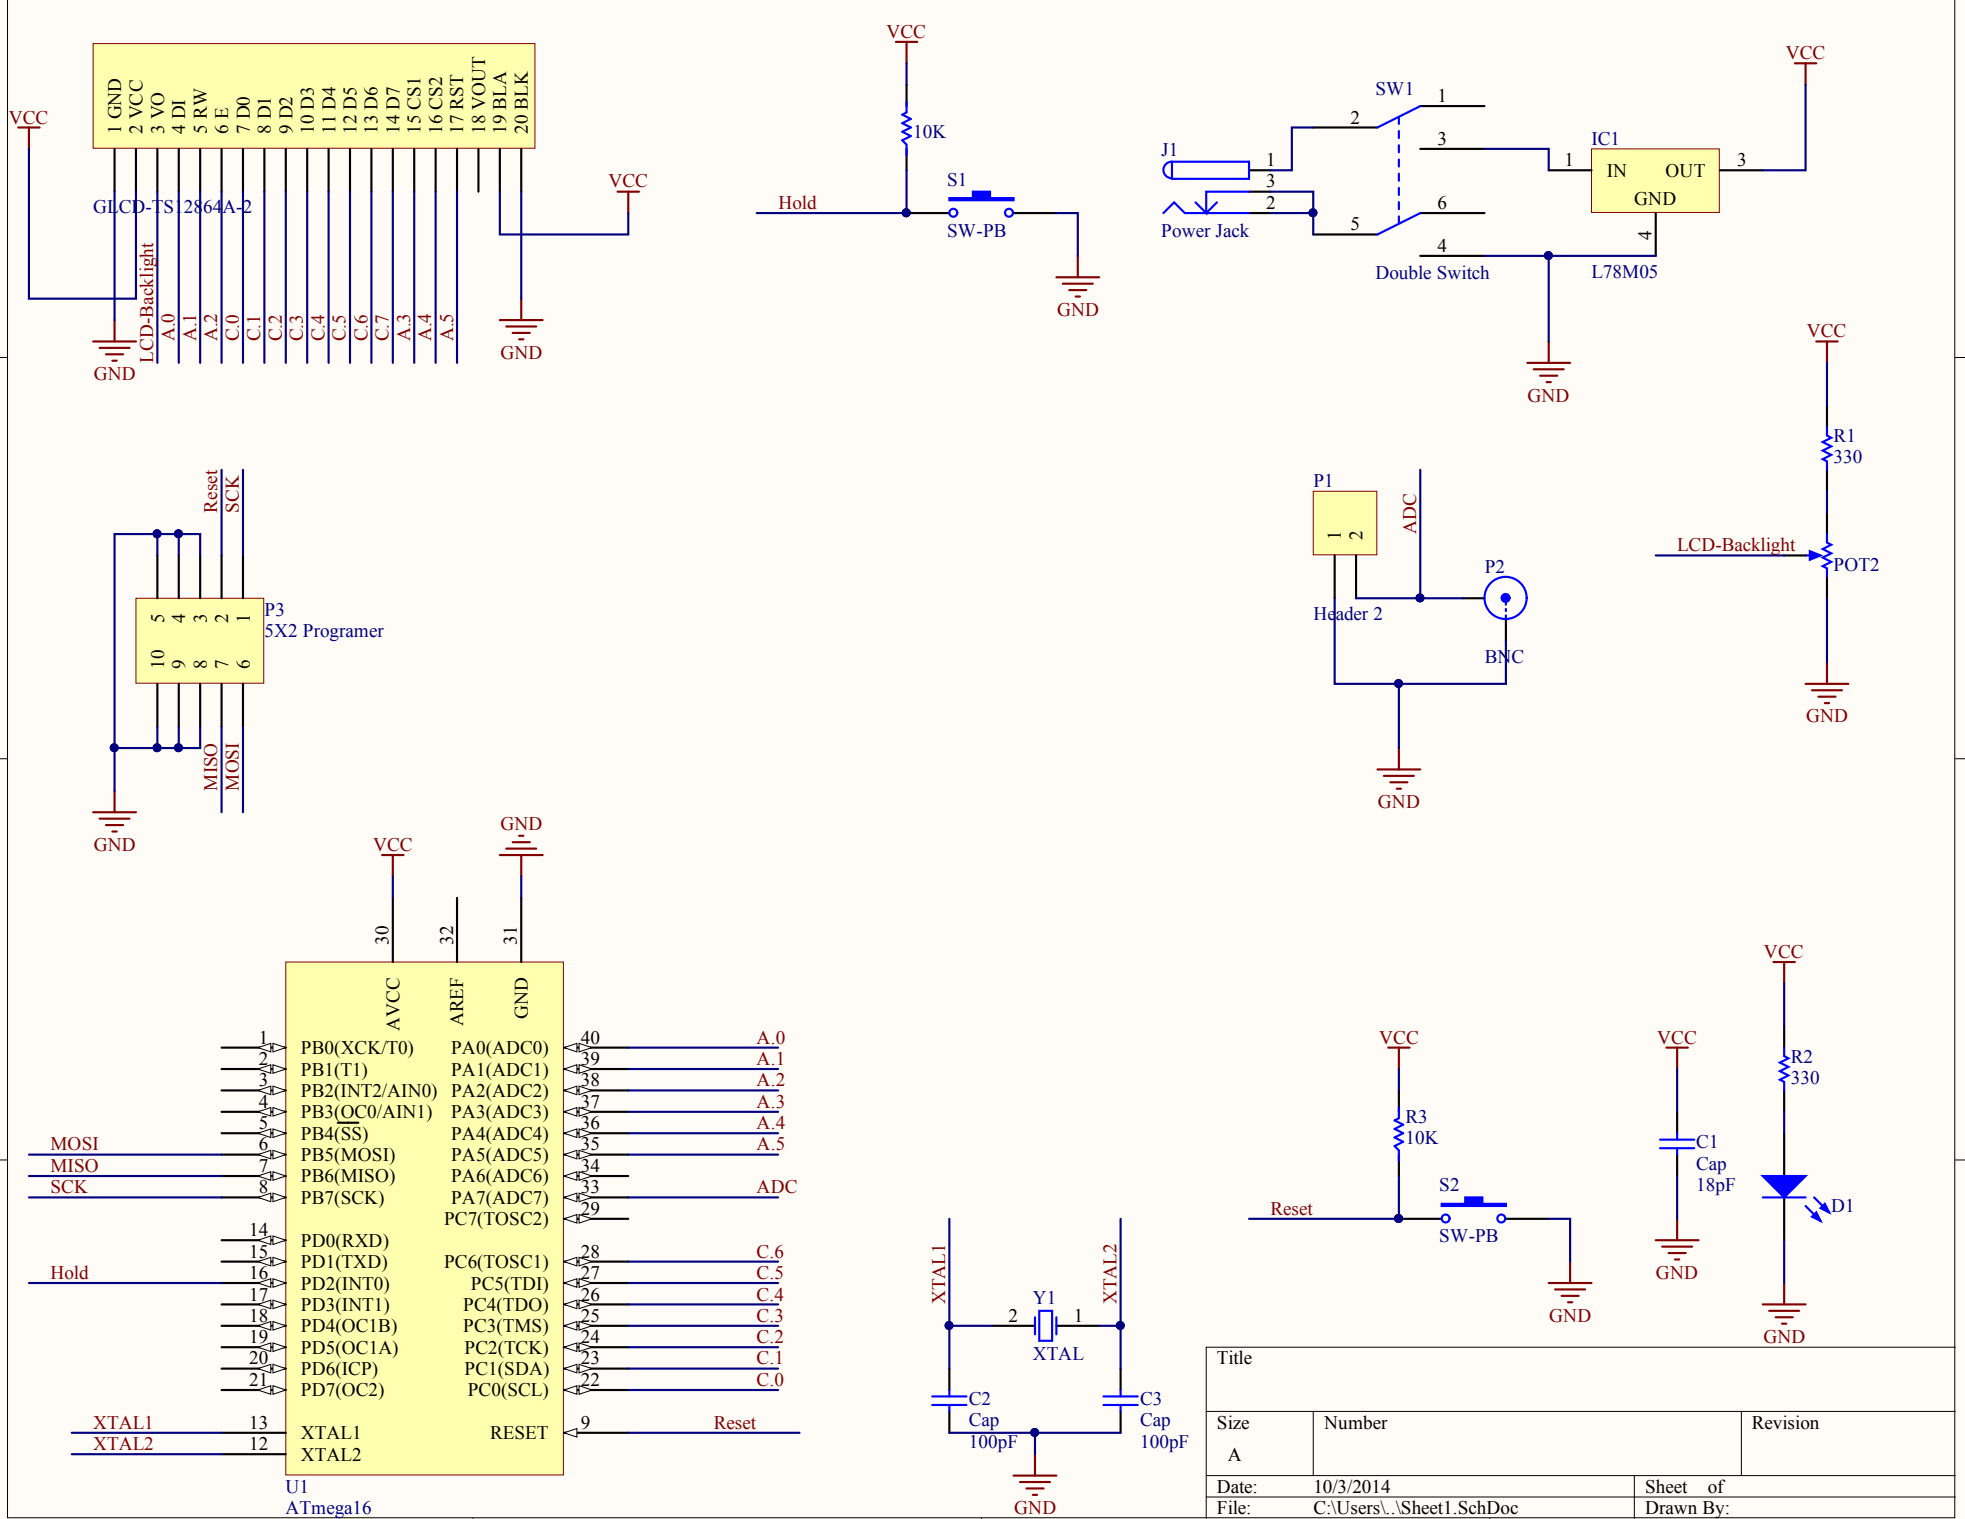 VCC
1 GND
2 VCC
3 VO
4 DI
5 RW
6 E
7 D0
8 D1
9 D2
10 D3
11 D4
12 D5
13 D6
14 D7
15 CS1
16 CS2
17 RST
18 VOUT
19 BLA
20 BLK
GLCD-TS12864A-2
VCC
LCD-Backlight
A.0
A.1
A.2
C.0
C.1
C.2
C.3
C.4
C.5
C.6
C.7
A.3
A.4
A.5
GND
GND
VCC
10K
Hold
S1
SW-PB
GND
J1
1
3
2
Power Jack
SW1
2
1
3
5
6
4
Double Switch
IC1
1
IN
OUT
3
GND
4
L78M05
VCC
GND
VCC
R1
330
LCD-Backlight
POT2
GND
Reset
SCK
5
4
3
2
1
P3
5X2 Programer
10
9
8
7
6
MISO
MOSI
GND
P1
1
2
Header 2
ADC
P2
BNC
GND
VCC
GND
30
32
31
AVCC
AREF
GND
1
PB0(XCK/T0)
2
PB1(T1)
3
PB2(INT2/AIN0)
4
PB3(OC0/AIN1)
5
PB4(SS)
MOSI
6
PB5(MOSI)
MISO
7
PB6(MISO)
SCK
8
PB7(SCK)
14
PD0(RXD)
15
PD1(TXD)
Hold
16
PD2(INT0)
17
PD3(INT1)
18
PD4(OC1B)
19
PD5(OC1A)
20
PD6(ICP)
21
PD7(OC2)
XTAL1
13
XTAL1
XTAL2
12
XTAL2
PA0(ADC0)
40
A.0
PA1(ADC1)
39
A.1
PA2(ADC2)
38
A.2
PA3(ADC3)
37
A.3
PA4(ADC4)
36
A.4
PA5(ADC5)
35
A.5
PA6(ADC6)
34
PA7(ADC7)
33
ADC
PC7(TOSC2)
29
PC6(TOSC1)
28
C.6
PC5(TDI)
27
C.5
PC4(TDO)
26
C.4
PC3(TMS)
25
C.3
PC2(TCK)
24
C.2
PC1(SDA)
23
C.1
PC0(SCL)
22
C.0
RESET
9
Reset
U1
ATmega16
XTAL1
XTAL2
2
Y1
1
XTAL
C2
Cap
100pF
C3
Cap
100pF
GND
VCC
R3
10K
Reset
S2
SW-PB
GND
VCC
C1
Cap
18pF
GND
VCC
R2
330
D1
GND
Title
Size
A
Number
Revision
Date:
10/3/2014
Sheet of
File:
C:\Users\..\Sheet1.SchDoc
Drawn By: